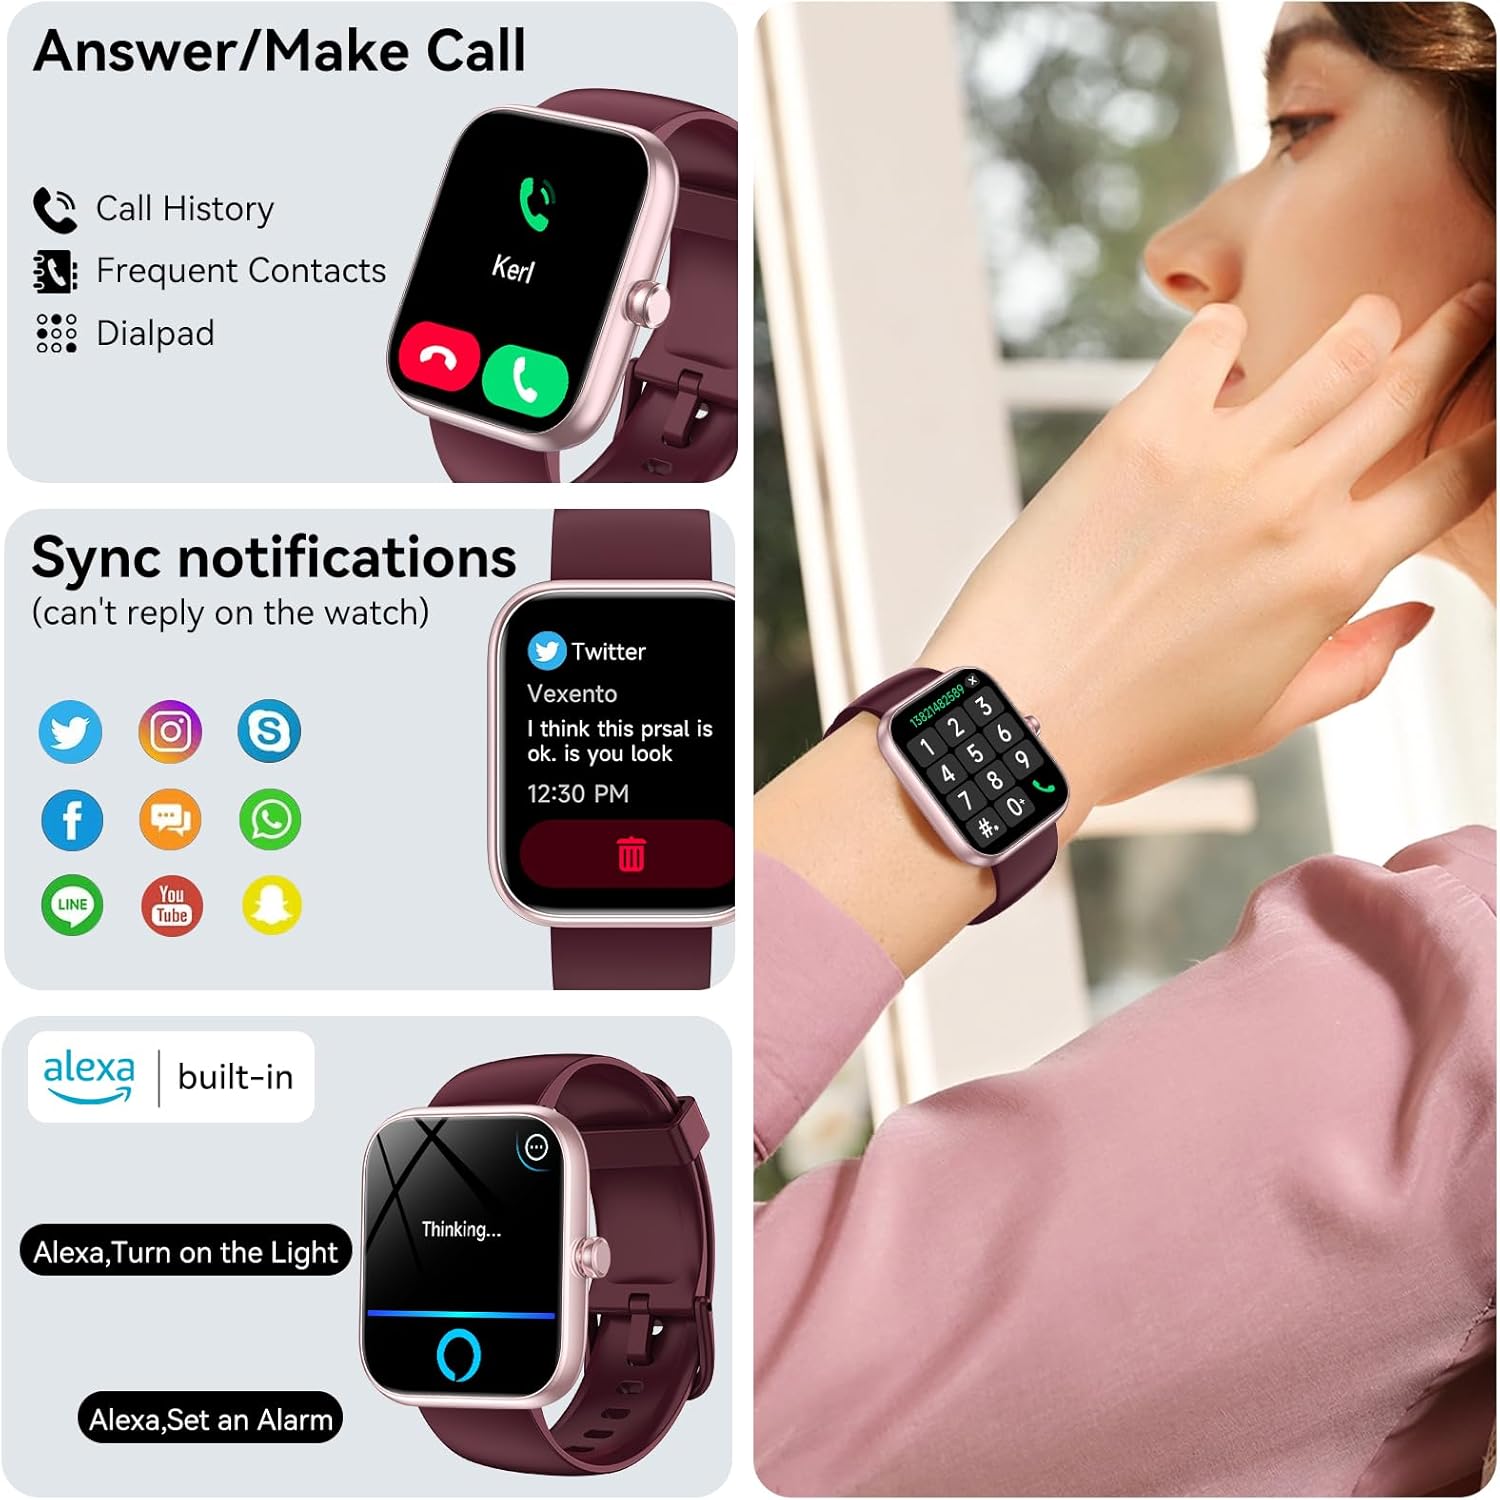 Answer/Make Call
Call History
Frequent Contacts
Dialpad
Kerl
Sync notifications
(can't reply on the watch)
Twitter
Vexento
I think this prsal is
ok. is you look
12:30 PM
LINE
You
Tube
alexa | built-in
Thinking...
Alexa,Turn on the Light
Alexa,Set an Alarm
13821482589
1 2 3
4 5 6
7 8 9
#* 0+